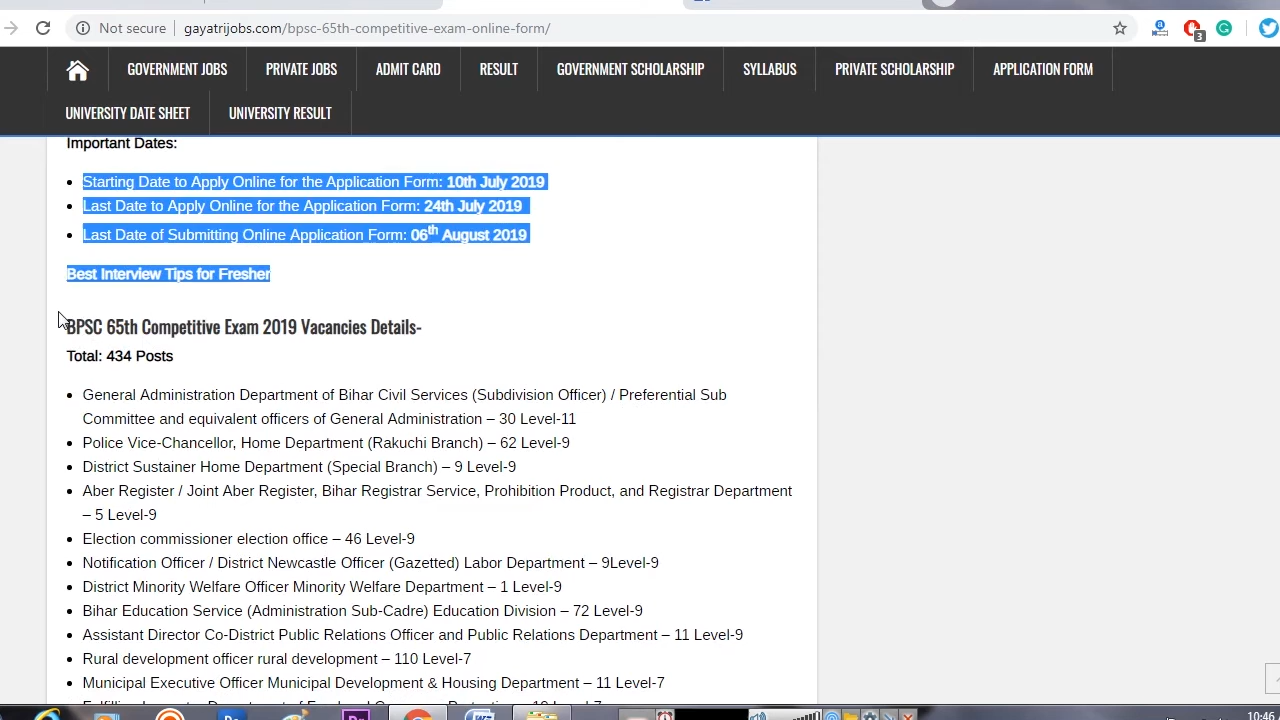 Not secure gayatrijobs.com/bpsc-65th-competitive-exam-online-form/
3
GOVERNMENT JOBS PRIVATE JOBS ADMIT CARD RESULT GOVERNMENT SCHOLARSHIP SYLLABUS PRIVATE SCHOLARSHIP APPLICATION FORM
UNIVERSITY DATE SHEET UNIVERSITY RESULT
Important Dates:
Starting Date to Apply Online for the Application Form: 10th July 2019
Last Date to Apply Online for the Application Form: 24th July 2019
Last Date of Submitting Online Application Form: 06th August 2019
Best Interview Tips for Fresher
BPSC 65th Competitive Exam 2019 Vacancies Details-
Total: 434 Posts
General Administration Department of Bihar Civil Services (Subdivision Officer) / Preferential Sub
Committee and equivalent officers of General Administration – 30 Level-11
Police Vice-Chancellor, Home Department (Rakuchi Branch) – 62 Level-9
District Sustainer Home Department (Special Branch) – 9 Level-9
Aber Register / Joint Aber Register, Bihar Registrar Service, Prohibition Product, and Registrar Department
– 5 Level-9
Election commissioner election office – 46 Level-9
Notification Officer / District Newcastle Officer (Gazetted) Labor Department – 9Level-9
District Minority Welfare Officer Minority Welfare Department – 1 Level-9
Bihar Education Service (Administration Sub-Cadre) Education Division – 72 Level-9
Assistant Director Co-District Public Relations Officer and Public Relations Department – 11 Level-9
Rural development officer rural development – 110 Level-7
Municipal Executive Officer Municipal Development & Housing Department – 11 Level-7
10:46